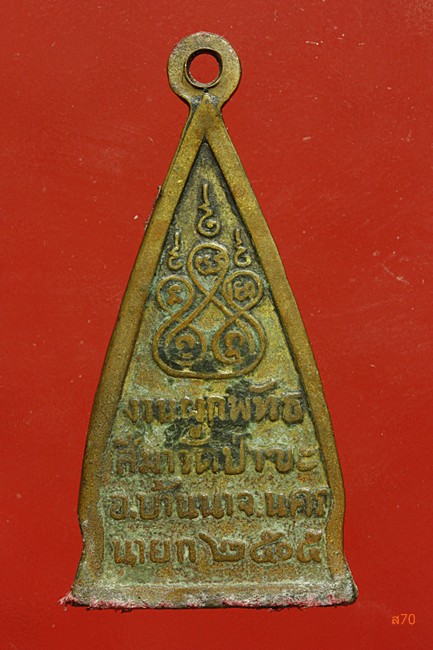 งานผูกพัทธ
สีมาวัดป่าขะ
อ.บ้านนา จ.นคร
นายก ๒๕๐๕
ส70